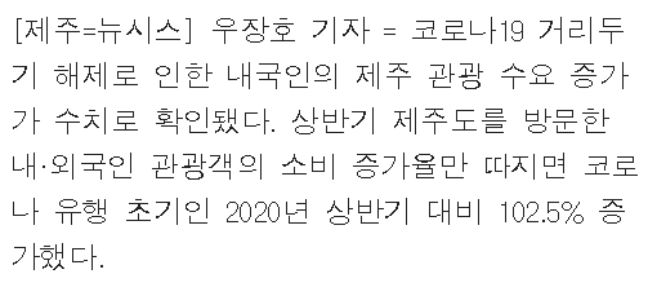 [제주=뉴시스] 우장호 기자 = 코로나19 거리두
기 해제로 인한 내국인의 제주 관광 수요 증가
가 수치로 확인됐다. 상반기 제주도를 방문한
내·외국인 관광객의 소비 증가율만 따지면 코로
나 유행 초기인 2020년 상반기 대비 102.5% 증
가했다.